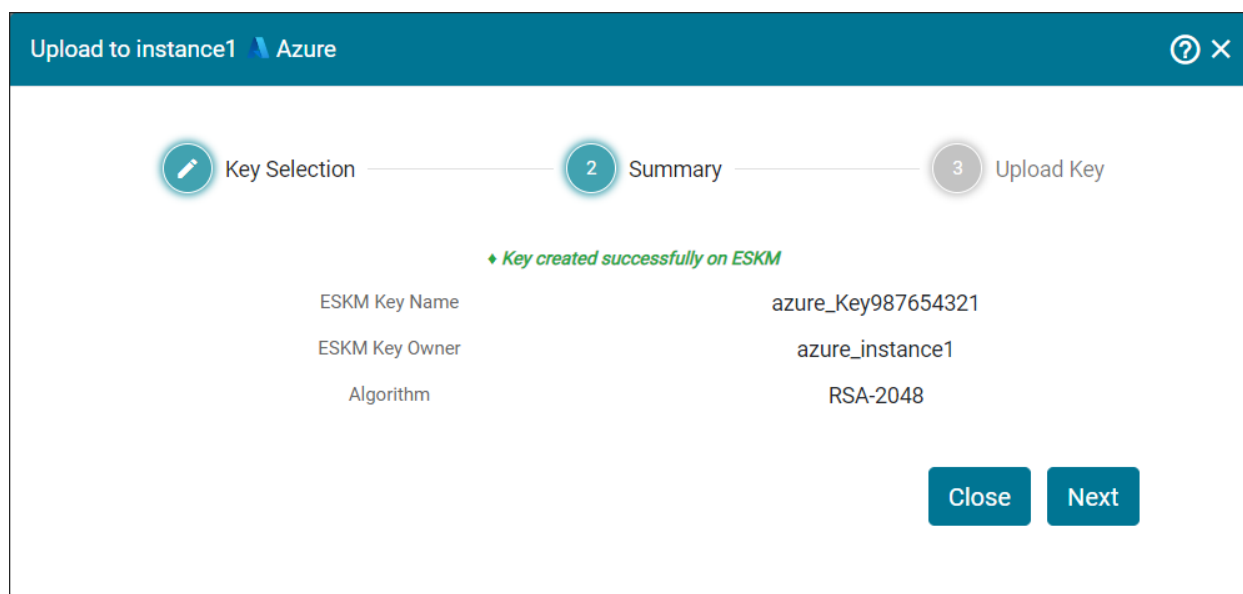 Upload to instance1 Azure
Key Selection 2 Summary 3 Upload Key
♦ Key created successfully on ESKM
ESKM Key Name azure_Key987654321
ESKM Key Owner azure_instance1
Algorithm RSA-2048
Close Next